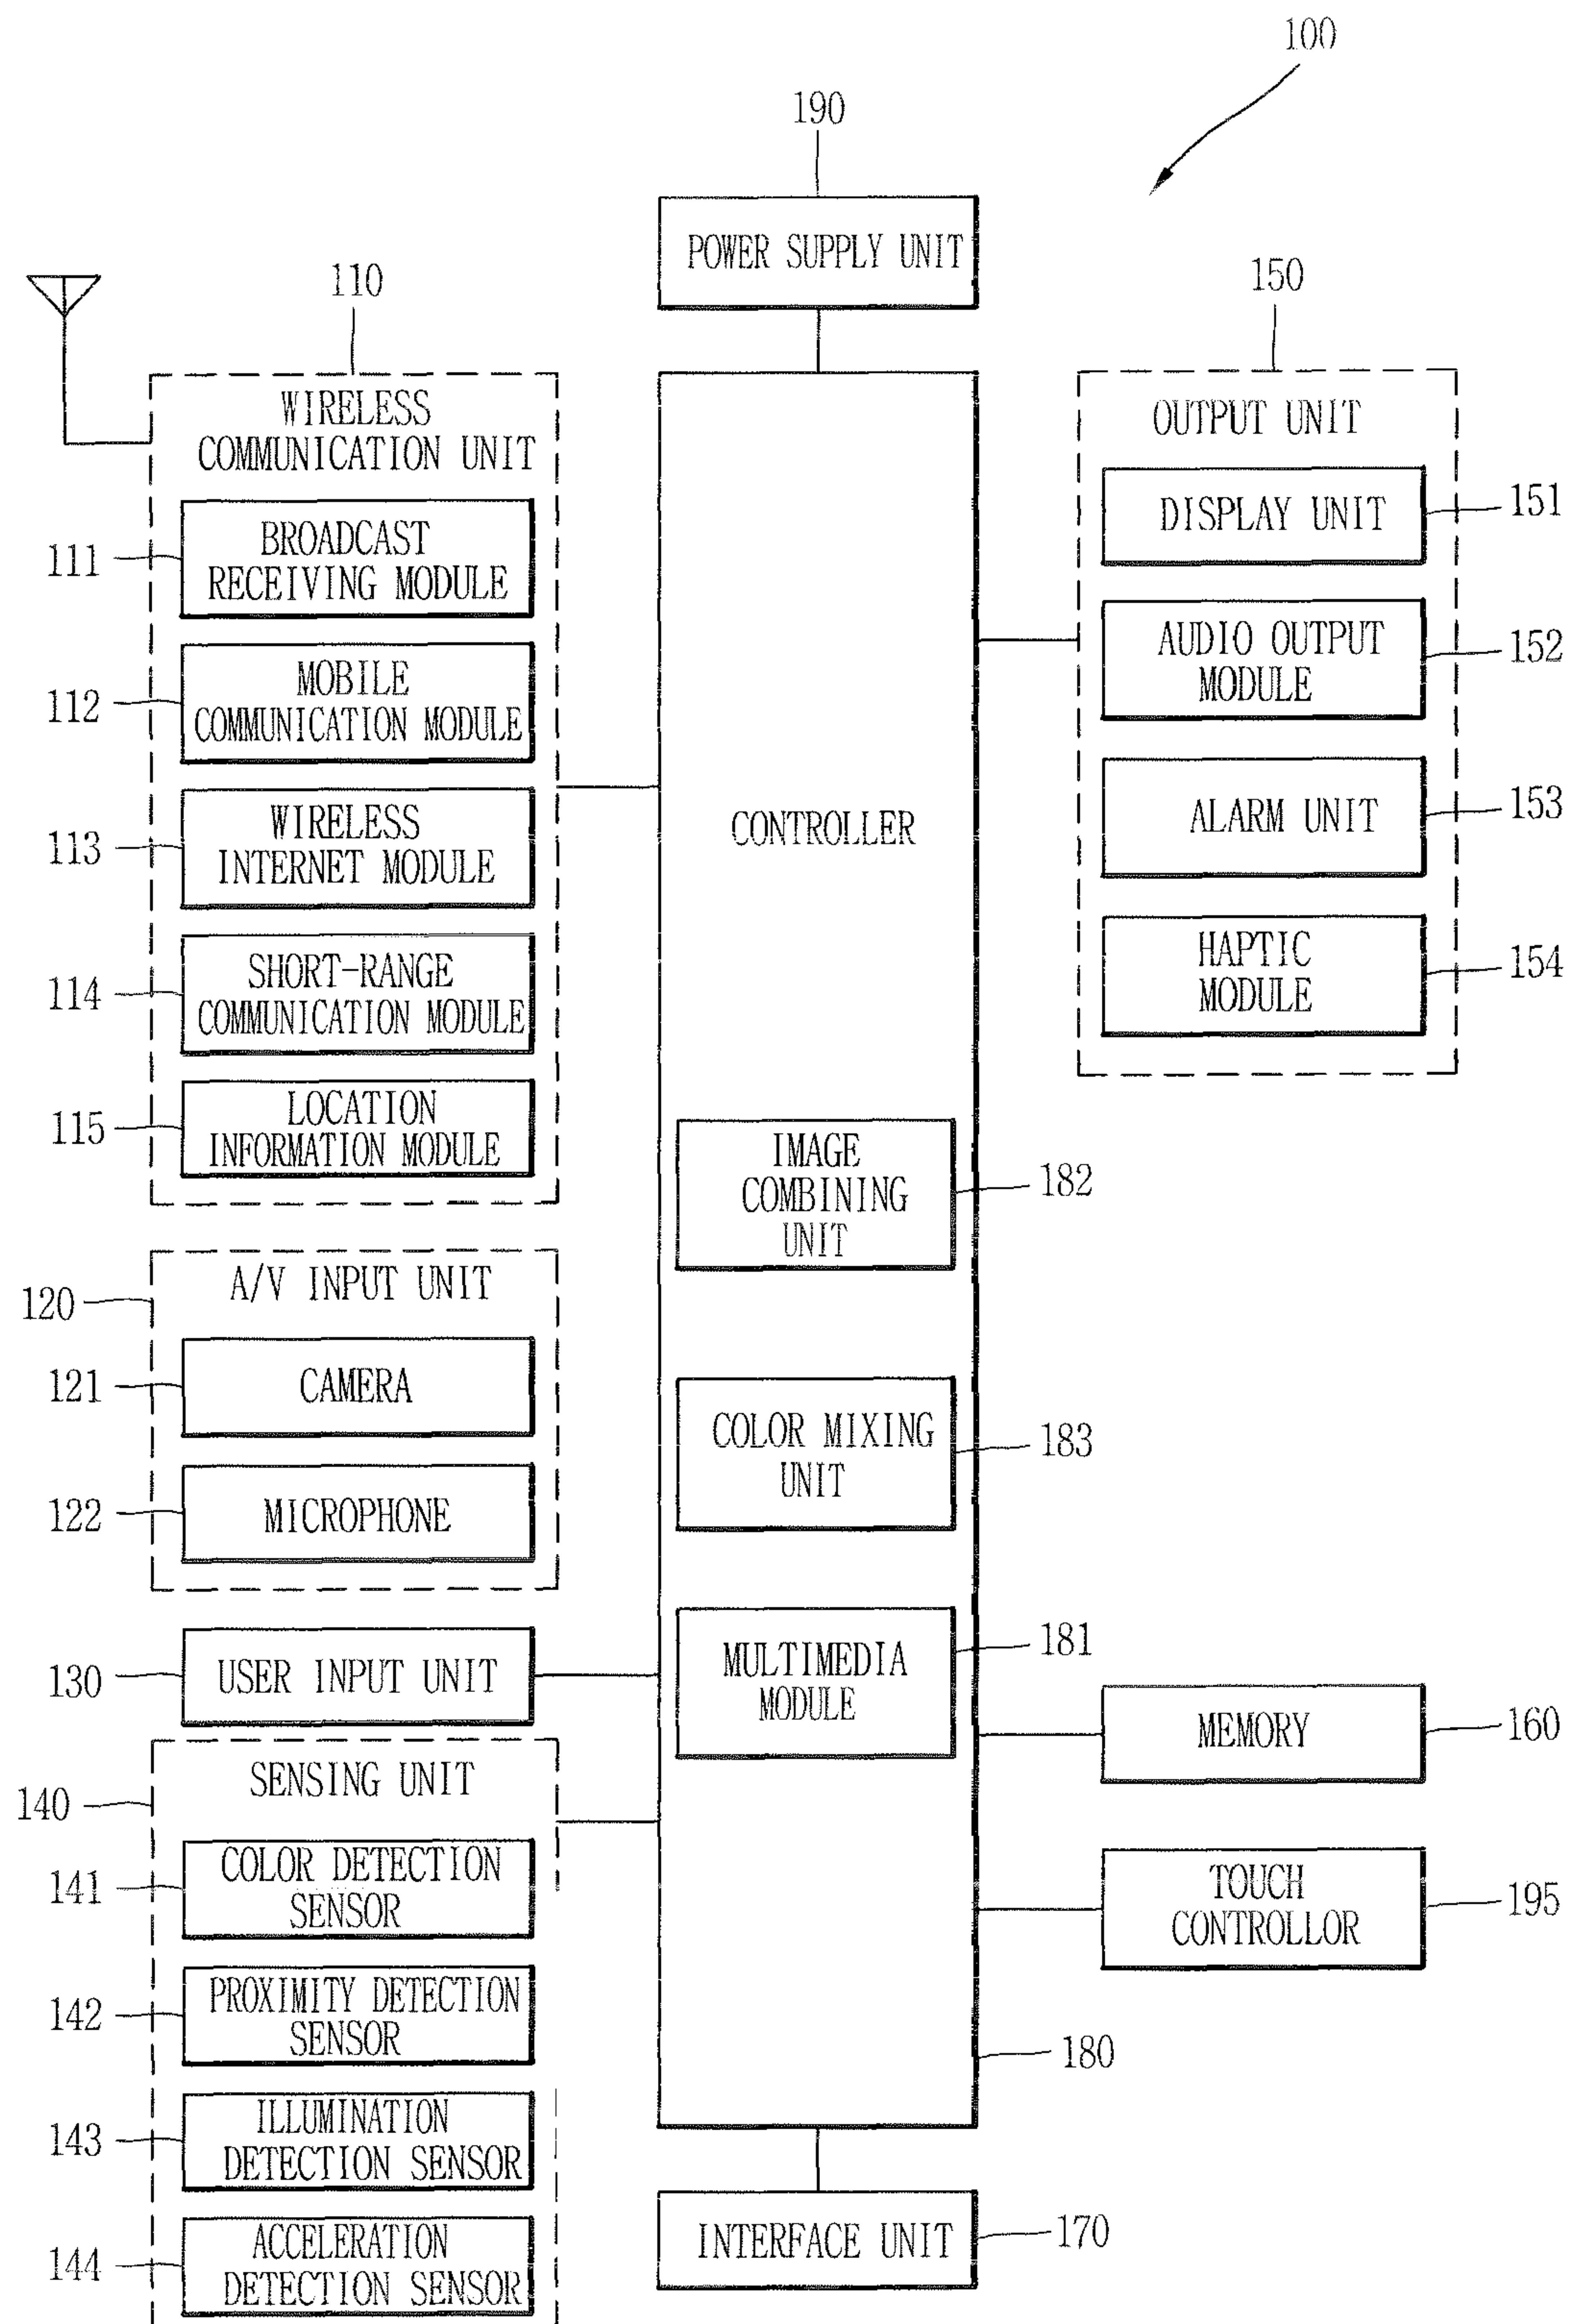 100
190
POWER SUPPLY UNIT
110
WIRELESS
COMMUNICATION UNIT
111
BROADCAST
RECEIVING MODULE
112
MOBILE
COMMUNICATION MODULE
113
WIRELESS
INTERNET MODULE
114
SHORT-RANGE
COMMUNICATION MODULE
115
LOCATION
INFORMATION MODULE
120
A/V INPUT UNIT
121
CAMERA
122
MICROPHONE
130
USER INPUT UNIT
140
SENSING UNIT
141
COLOR DETECTION
SENSOR
142
PROXIMITY DETECTION
SENSOR
143
ILLUMINATION
DETECTION SENSOR
144
ACCELERATION
DETECTION SENSOR
CONTROLLER
IMAGE
COMBINING
UNIT
182
COLOR MIXING
UNIT
183
MULTIMEDIA
MODULE
181
180
INTERFACE UNIT
170
150
OUTPUT UNIT
DISPLAY UNIT
151
AUDIO OUTPUT
MODULE
152
ALARM UNIT
153
HAPTIC
MODULE
154
MEMORY
160
TOUCH
CONTROLLOR
195